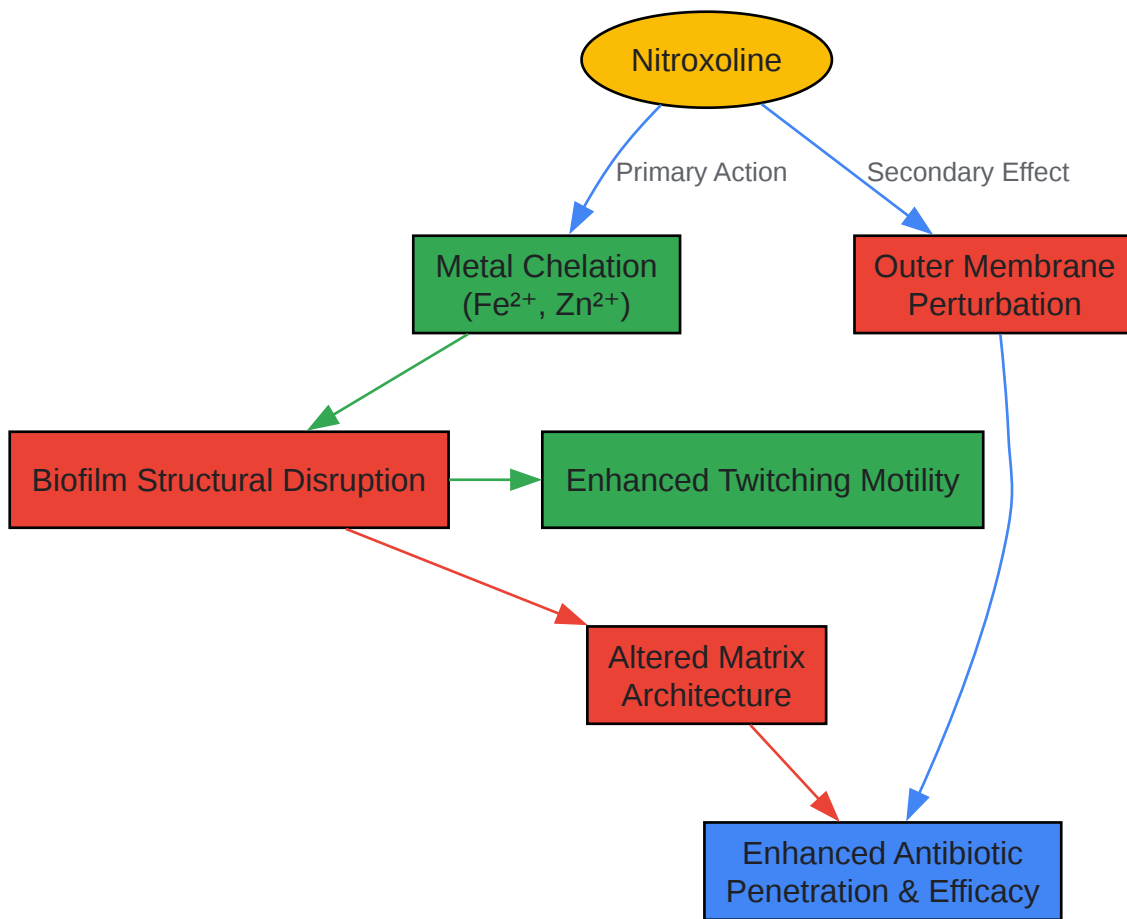 Nitroxoline
Primary Action
Secondary Effect
Metal Chelation
(Fe²⁺, Zn²⁺)
Outer Membrane
Perturbation
Biofilm Structural Disruption
Enhanced Twitching Motility
Altered Matrix
Architecture
Enhanced Antibiotic
Penetration & Efficacy